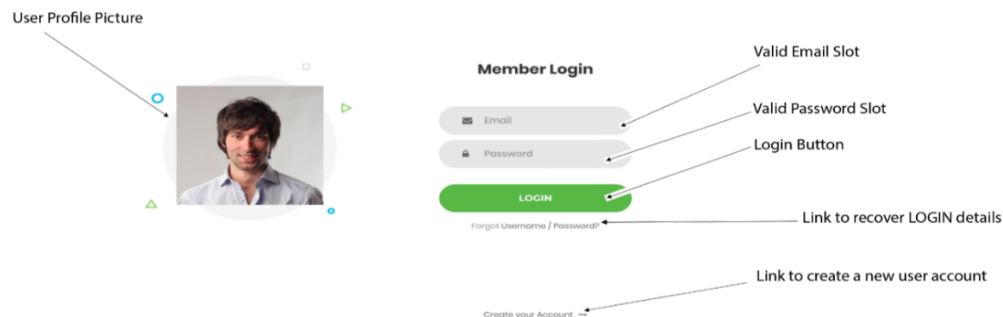 User Profile Picture
Member Login
Valid Email Slot
Email
Valid Password Slot
Password
Login Button
LOGIN
Forgot Username / Password?
Link to recover LOGIN details
Link to create a new user account
Create your Account →